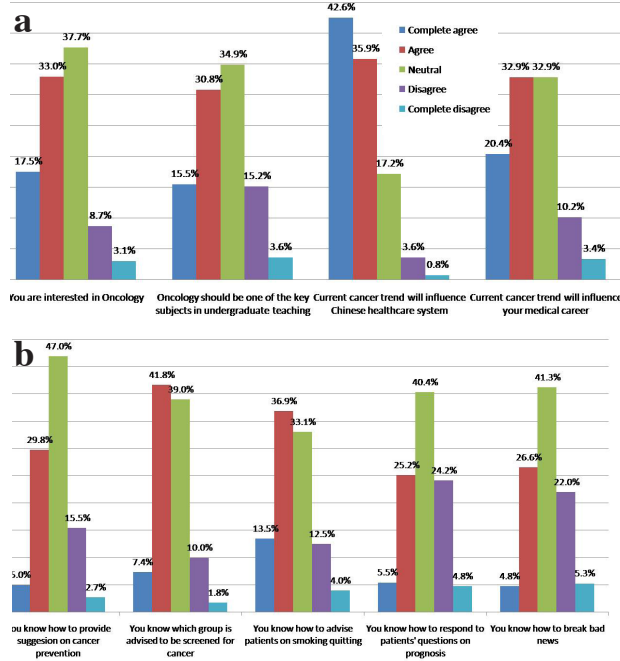 a
42.6%
Complete agree
Agree
Neutral
Disagree
Complete disagree
37.7%
35.9%
34.9%
33.0%
32.9% 32.9%
30.8%
20.4%
17.5%
17.2%
15.5%
15.2%
10.2%
8.7%
3.1%
3.6%
3.6%
0.8%
3.4%
You are interested in Oncology
Oncology should be one of the key
subjects in undergraduate teaching
Current cancer trend will influence
Chinese healthcare system
Current cancer trend will influence
your medical career
b
47.0%
41.8%
39.0%
36.9%
33.1%
40.4%
41.3%
29.8%
25.2%
24.2%
26.6%
22.0%
15.5%
13.5%
12.5%
10.0%
7.4%
5.0%
2.7%
1.8%
4.0%
5.5%
4.8%
4.8%
5.3%
ou know how to provide
suggesion on cancer
prevention
You know which group is
advised to be screened for
cancer
You know how to advise
patients on smoking quitting
You know how to respond to
patients' questions on
prognosis
You know how to break bad
news